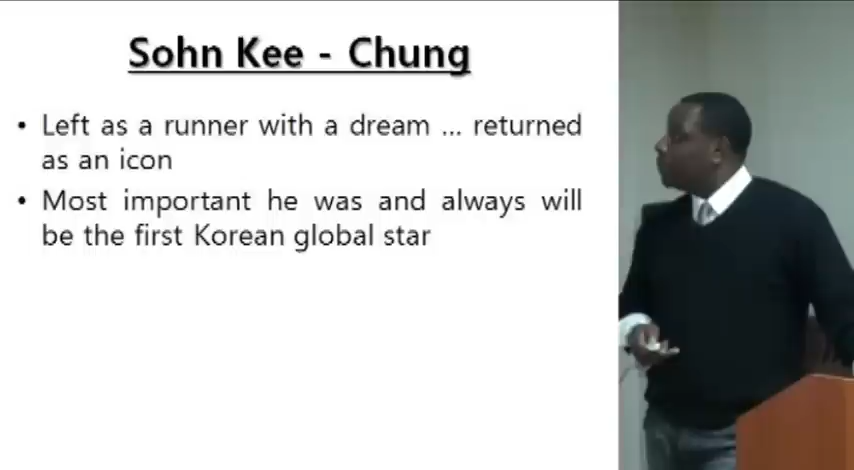 Sohn Kee - Chung
• Left as a runner with a dream ... returned
as an icon
• Most important he was and always will
be the first Korean global star